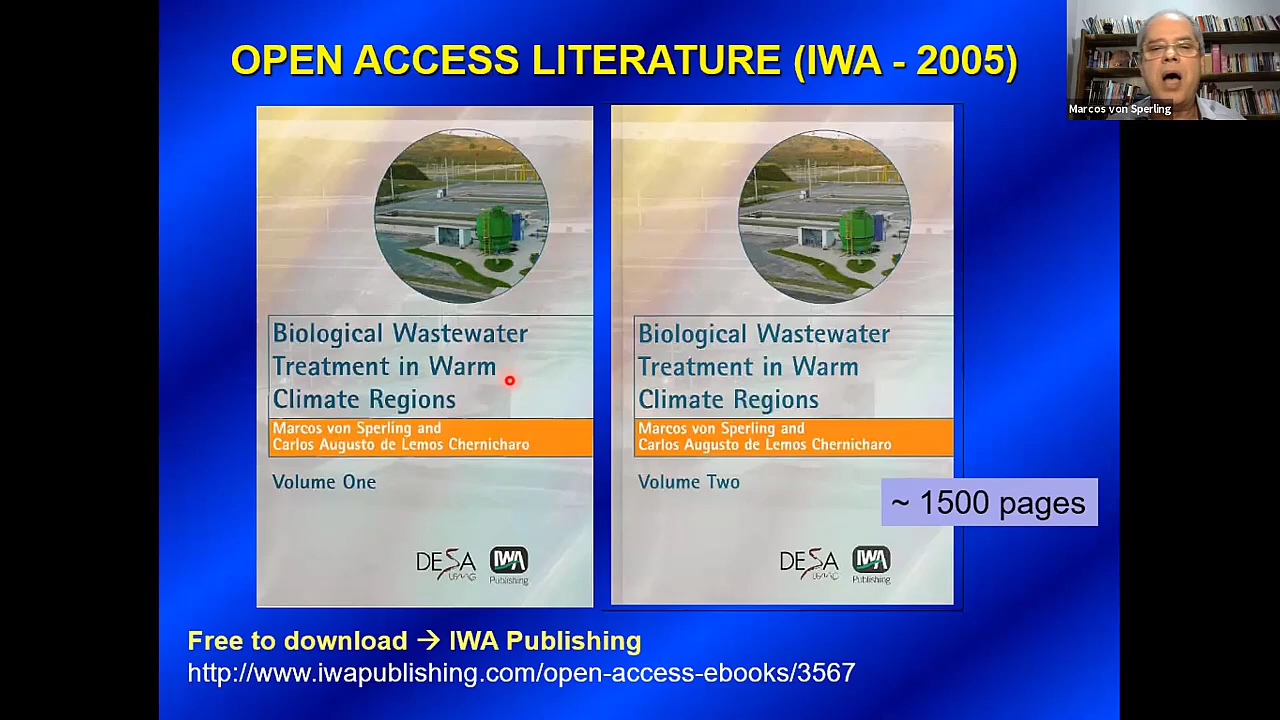 OPEN ACCESS LITERATURE (IWA - 2005)
Marcos von Sperling
Biological Wastewater
Treatment in Warm
Climate Regions
Marcos von Sperling and
Carlos Augusto de Lemos Chernicharo
Volume One
DESA
UFMG
IWA
Publishing
Biological Wastewater
Treatment in Warm
Climate Regions
Marcos von Sperling and
Carlos Augusto de Lemos Chernicharo
Volume Two
~ 1500 pages
DESA
UFMG
IWA
Publishing
Free to download → IWA Publishing
http://www.iwapublishing.com/open-access-ebooks/3567